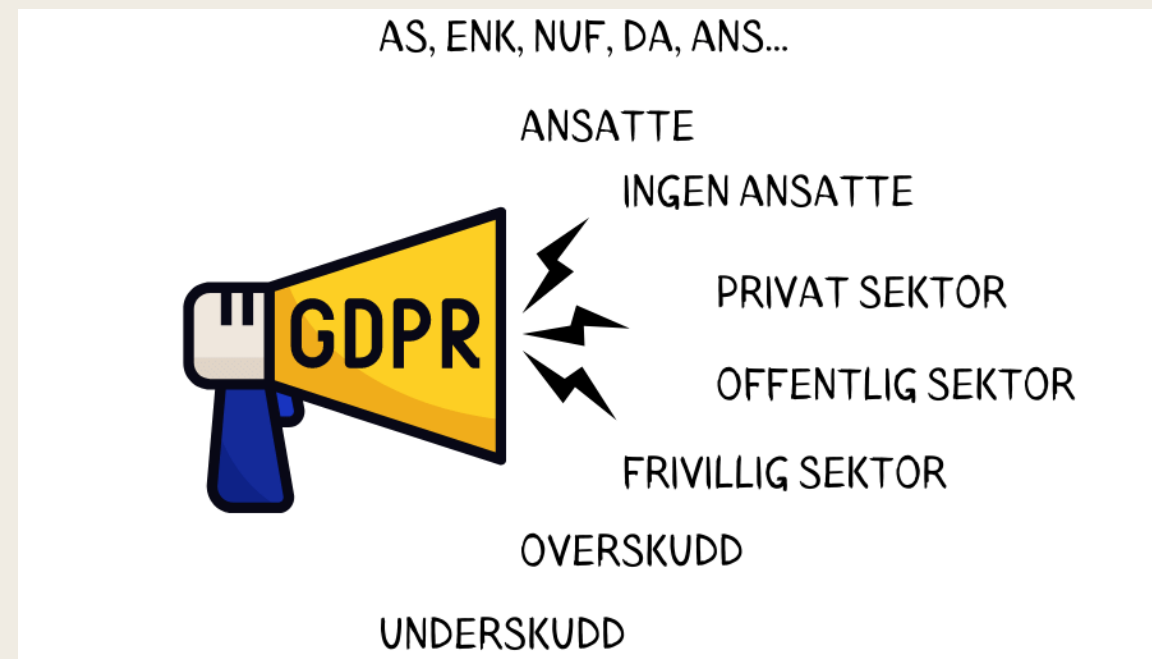 AS, ENK, NUF, DA, ANS...
ANSATTE
INGEN ANSATTE
PRIVAT SEKTOR
GDPR
OFFENTLIG SEKTOR
FRIVILLIG SEKTOR
OVERSKUDD
UNDERSKUDD